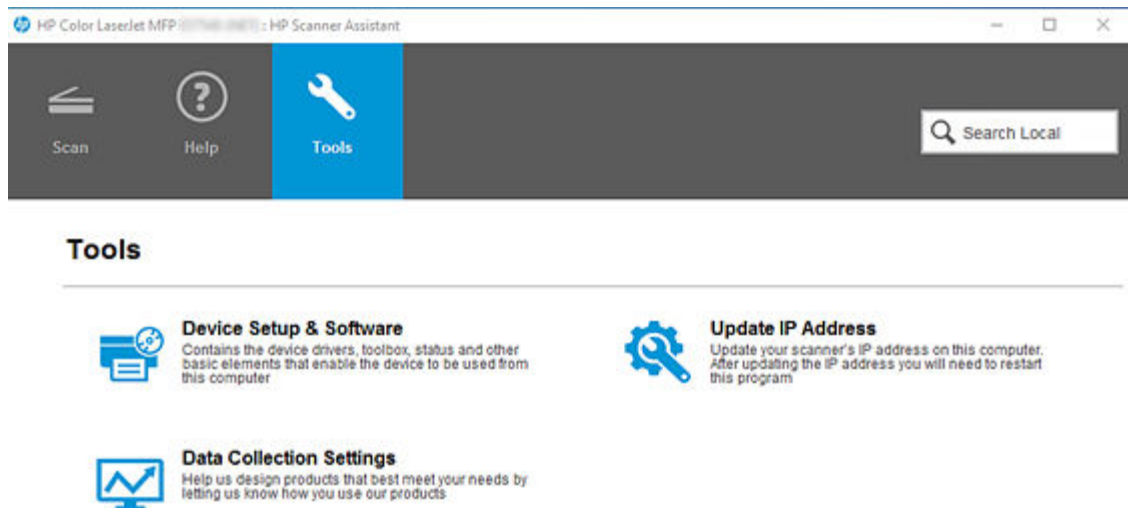 HP Color LaserJet MFP : HP Scanner Assistant
Scan
Help
Tools
Search Local
Tools
Device Setup & Software
Contains the device drivers, toolbox, status and other
basic elements that enable the device to be used from
this computer
Update IP Address
Update your scanner's IP address on this computer.
After updating the IP address you will need to restart
this program
Data Collection Settings
Help us design products that best meet your needs by
letting us know how you use our products